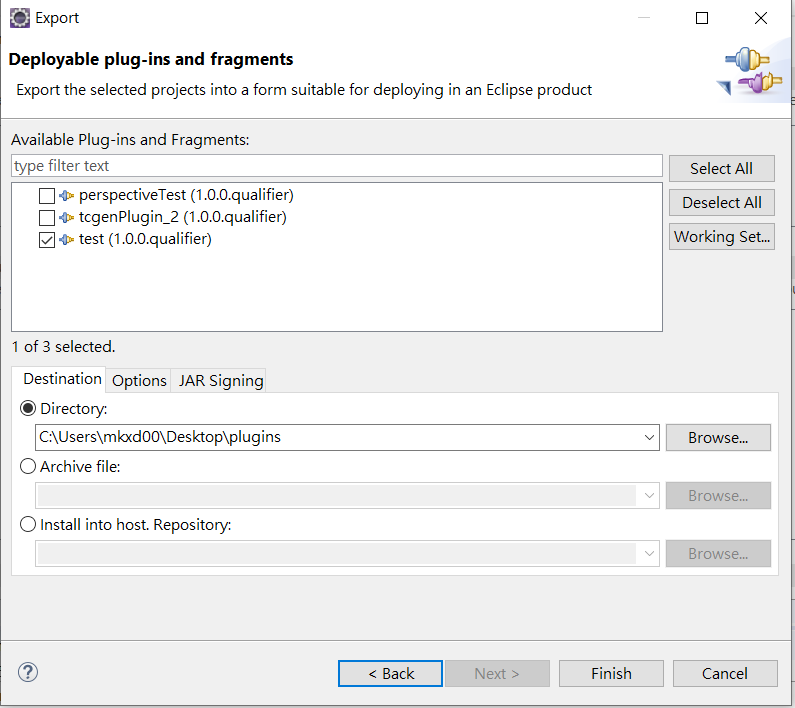 Export
Deployable plug-ins and fragments
Export the selected projects into a form suitable for deploying in an Eclipse product
Available Plug-ins and Fragments:
type filter text
Select All
perspectiveTest (1.0.0.qualifier)
Deselect All
tcgenPlugin_2 (1.0.0.qualifier)
Working Set...
test (1.0.0.qualifier)
1 of 3 selected.
Destination Options JAR Signing
Directory:
C:\Users\mkxd00\Desktop\plugins
Browse...
Archive file:
Browse...
Install into host. Repository:
Browse...
?
< Back Next > Finish Cancel